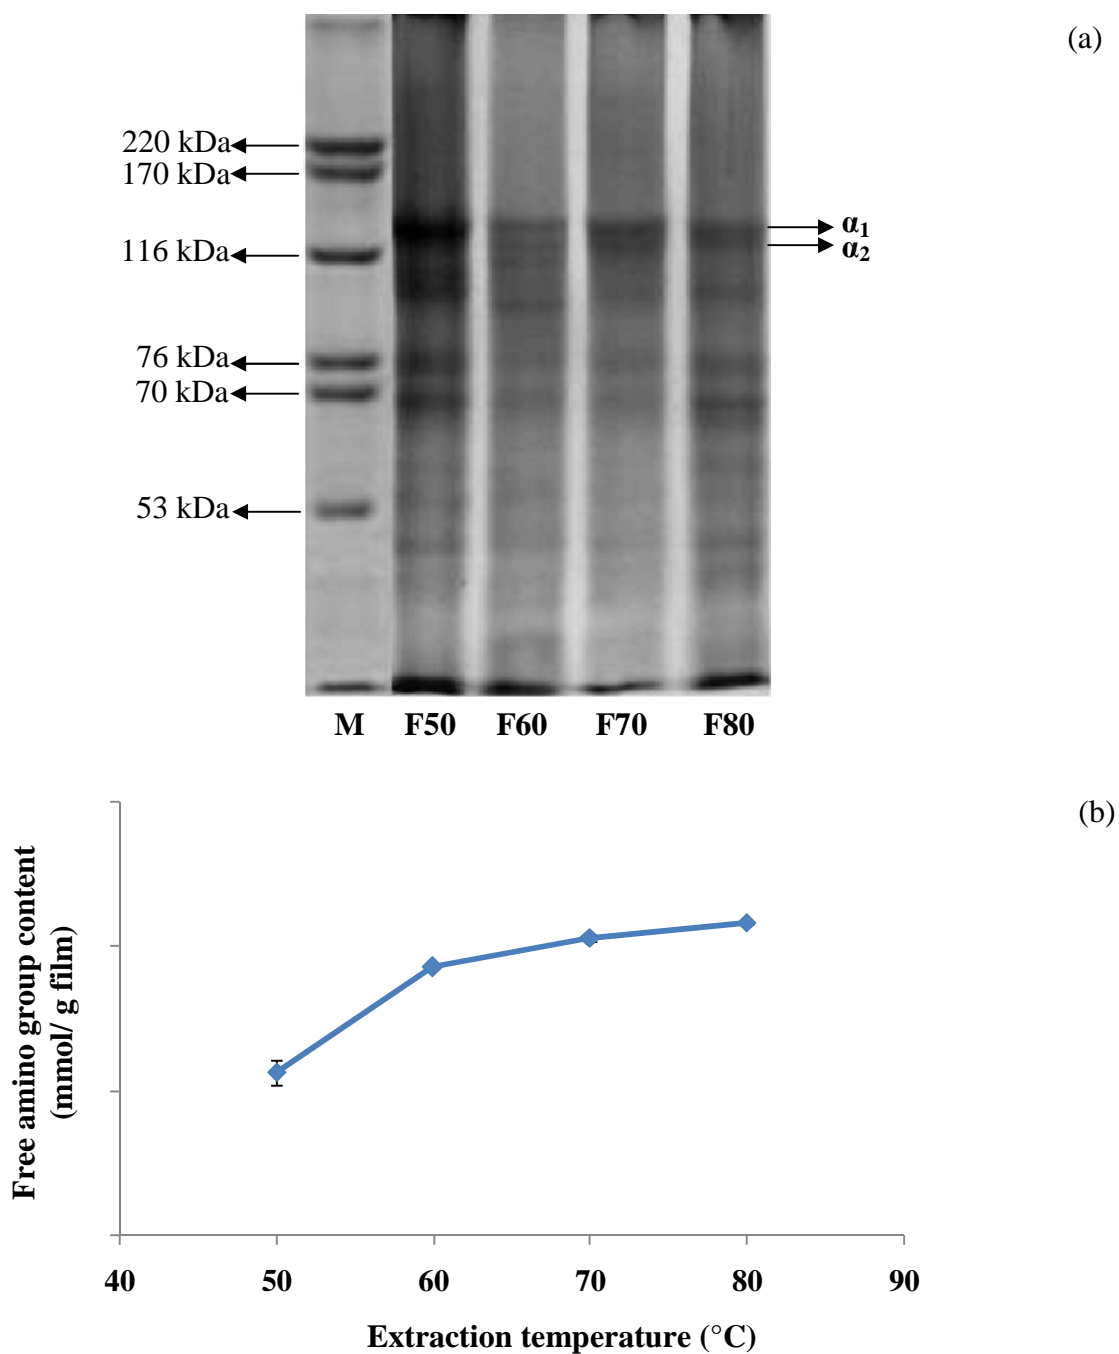 (a)
220 kDa
170 kDa
α₁
α₂
116 kDa
76 kDa
70 kDa
53 kDa
M F50 F60 F70 F80
(b)
Free amino group content
(mmol/ g film)
40 50 60 70 80 90
Extraction temperature (°C)